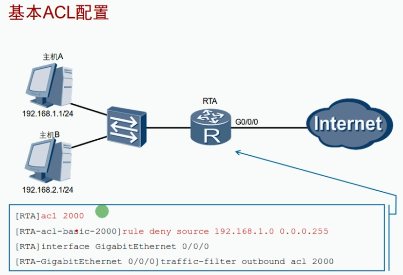 基本ACL配置
主机A
192.168.1.1/24
主机B
192.168.2.1/24
RTA
R
G0/0/0
Internet
[RTA]acl 2000
[RTA-acl-basic-2000]rule deny source 192.168.1.0 0.0.0.255
[RTA]interface GigabitEthernet 0/0/0
[RTA-GigabitEthernet 0/0/0]traffic-filter outbound acl 2000